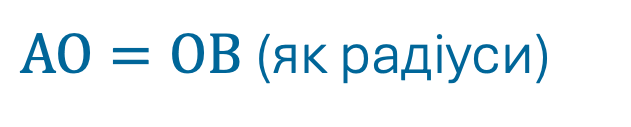 AO = OB (як радіуси)